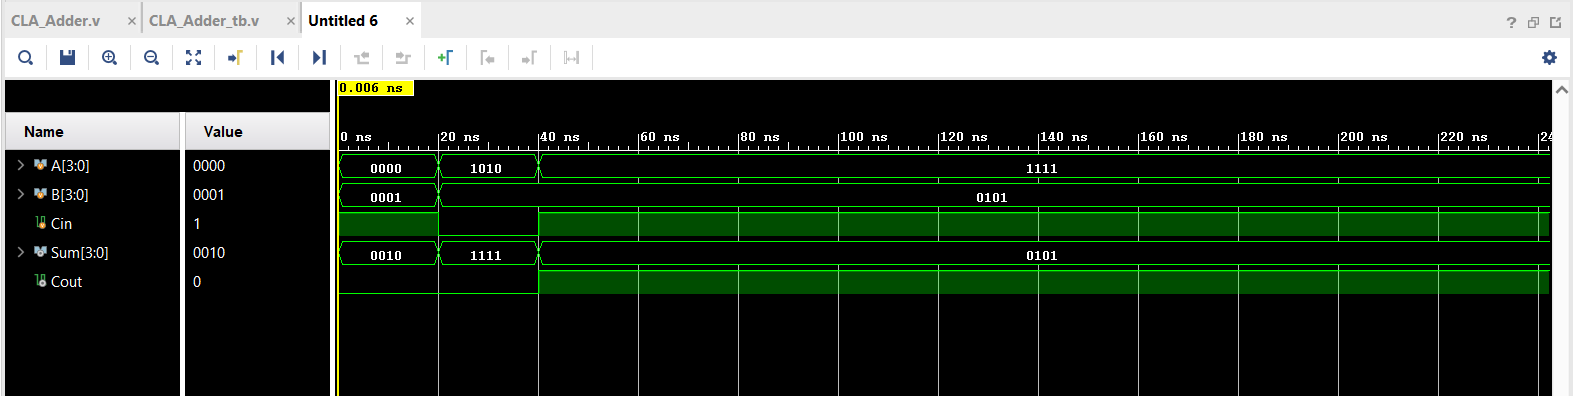 CLA_Adder.v × CLA_Adder_tb.v × Untitled 6 × ?
0.006 ns
Name Value
0 ns 20 ns 40 ns 60 ns 80 ns 100 ns 120 ns 140 ns 160 ns 180 ns 200 ns 220 ns 24
A[3:0] 0000 0000 1010 1111
B[3:0] 0001 0001 0101
Cin 1
Sum[3:0] 0010 0010 1111 0101
Cout 0